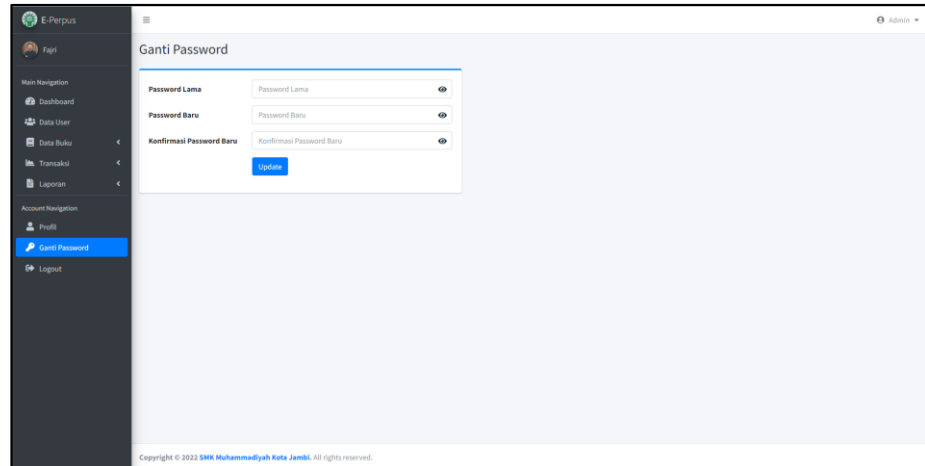 E-Perpus
Admin
Fajri
Main Navigation
Dashboard
Data User
Data Buku
Transaksi
Laporan
Account Navigation
Profil
Ganti Password
Logout
Ganti Password
Password Lama Password Lama
Password Baru Password Baru
Konfirmasi Password Baru Konfirmasi Password Baru
Update
Copyright © 2022 SMK Muhammadiyah Kota Jambi. All rights reserved.